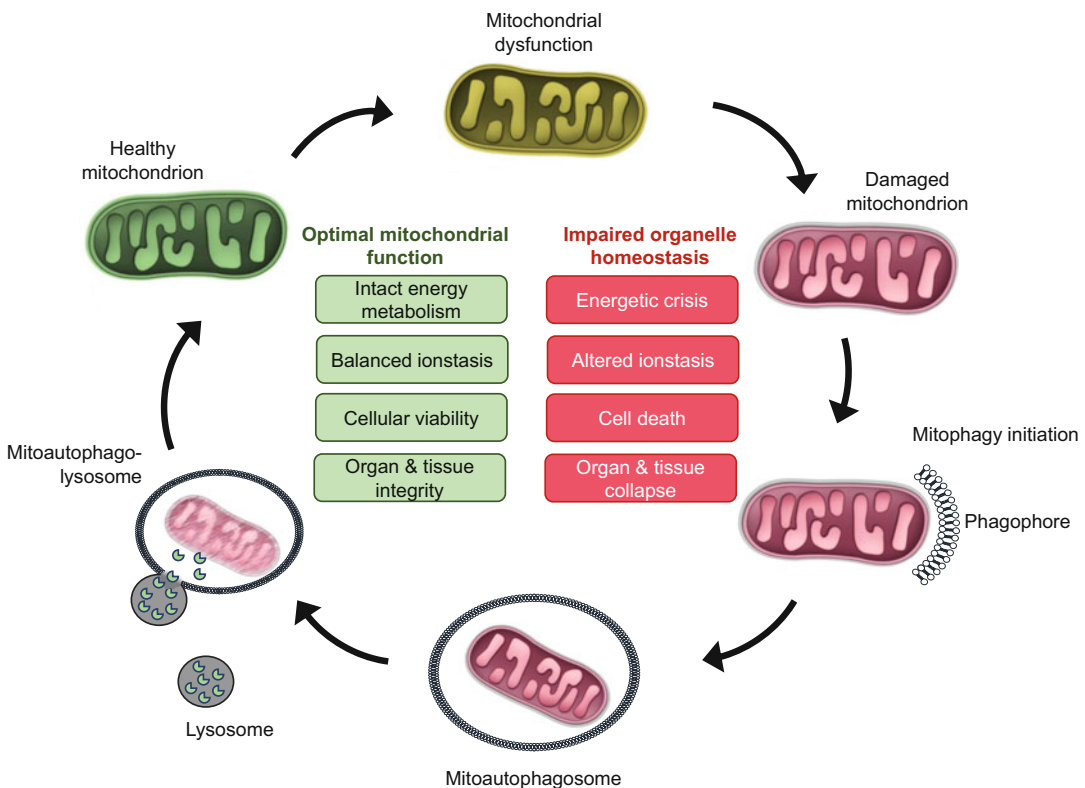 Mitochondrial
dysfunction
Healthy
mitochondrion
Damaged
mitochondrion
Optimal mitochondrial
function
Intact energy
metabolism
Balanced ionstasis
Cellular viability
Organ & tissue
integrity
Impaired organelle
homeostasis
Energetic crisis
Altered ionstasis
Cell death
Organ & tissue
collapse
Mitophagy initiation
Phagophore
Mitoautophago-
lysosome
Lysosome
Mitoautophagosome